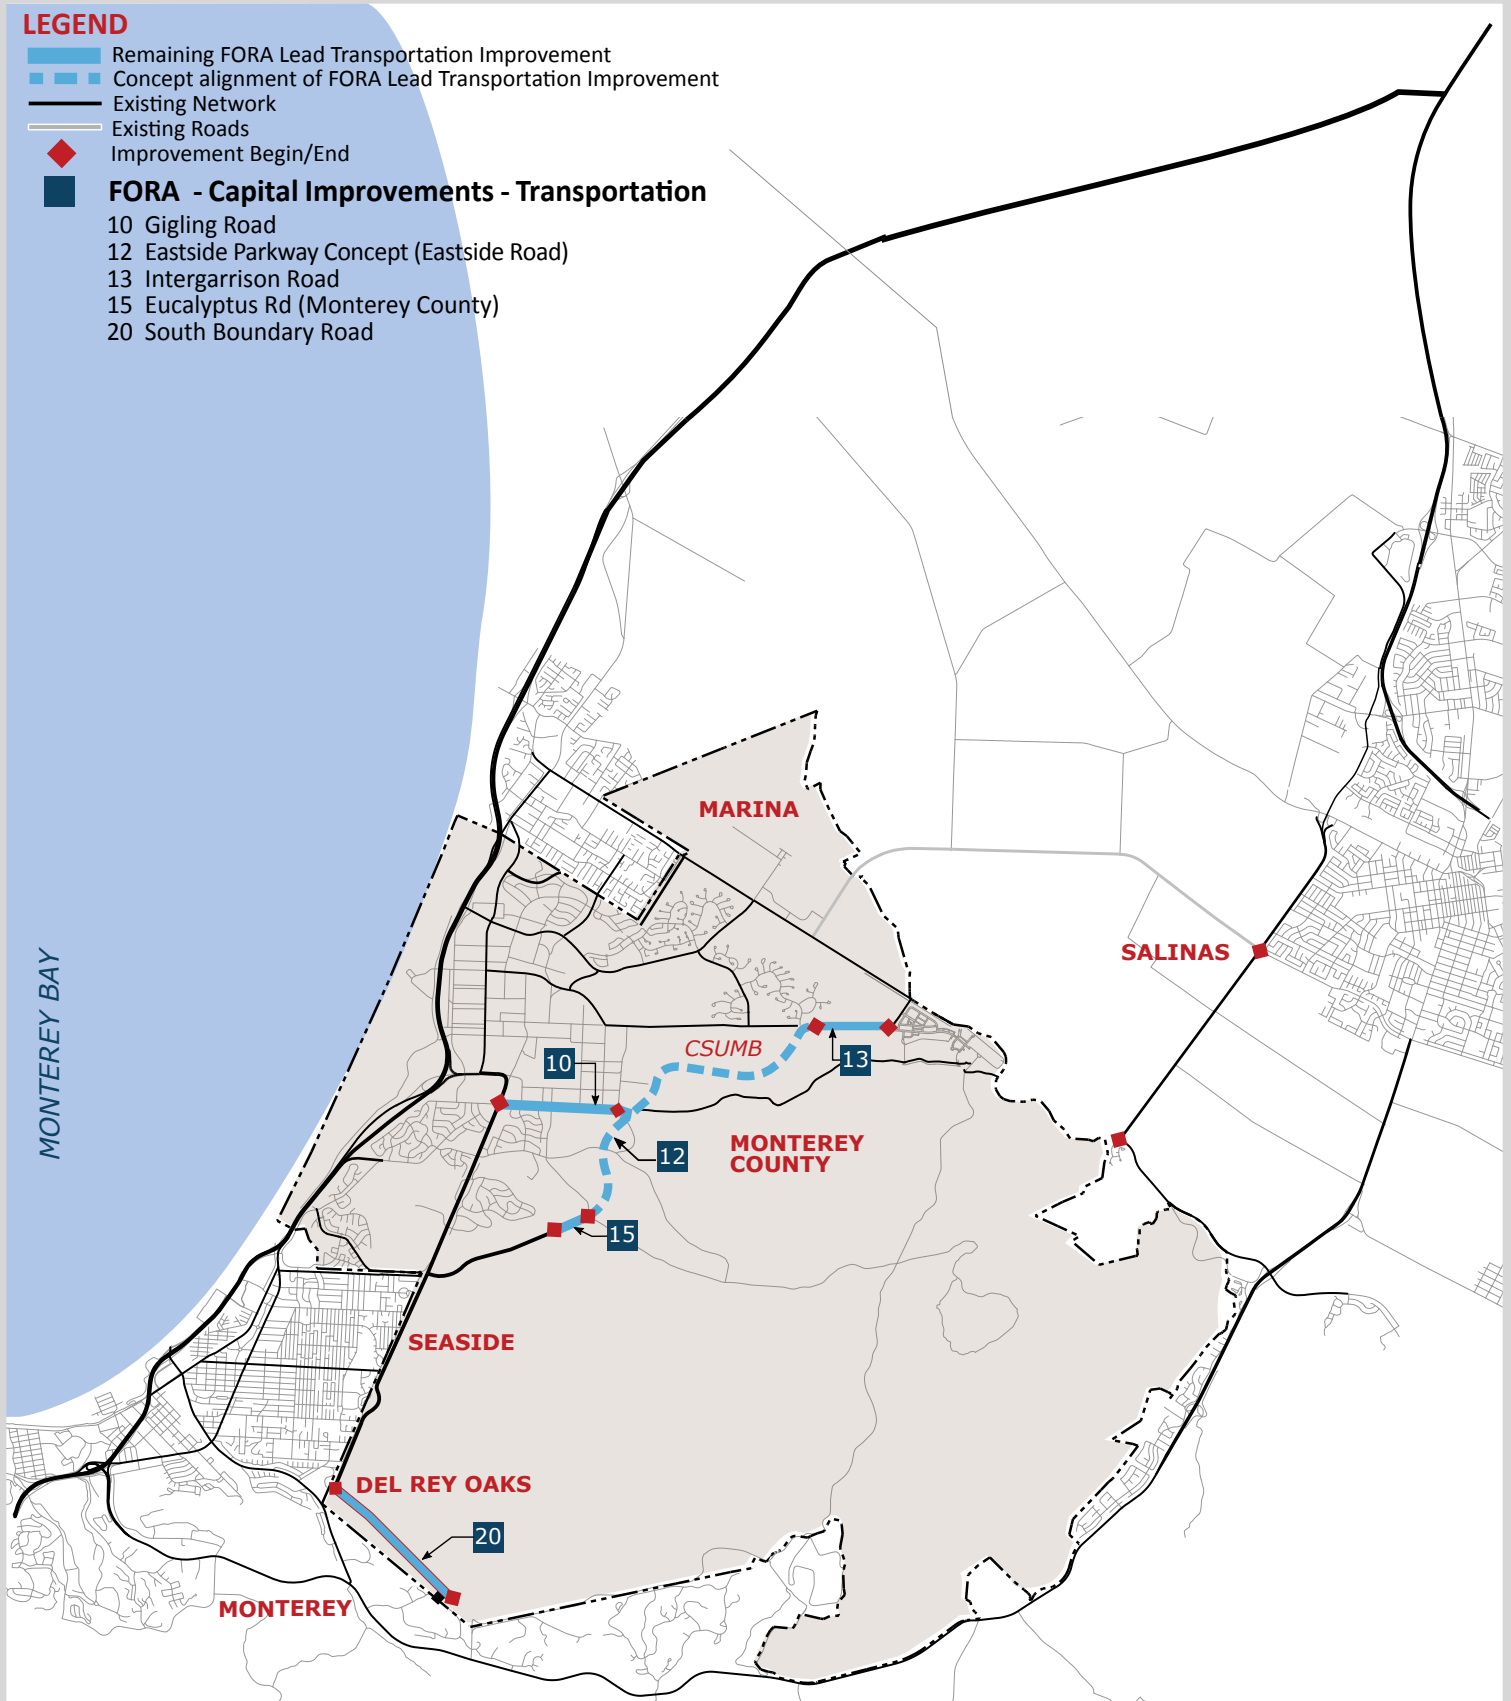 LEGEND
Remaining FORA Lead Transportation Improvement
Concept alignment of FORA Lead Transportation Improvement
Existing Network
Existing Roads
Improvement Begin/End
FORA - Capital Improvements - Transportation
10 Gigling Road
12 Eastside Parkway Concept (Eastside Road)
13 Intergarrison Road
15 Eucalyptus Rd (Monterey County)
20 South Boundary Road
MARINA
MONTEREY BAY
SALINAS
CSUMB
10
13
12
MONTEREY
COUNTY
15
SEASIDE
DEL REY OAKS
20
MONTEREY